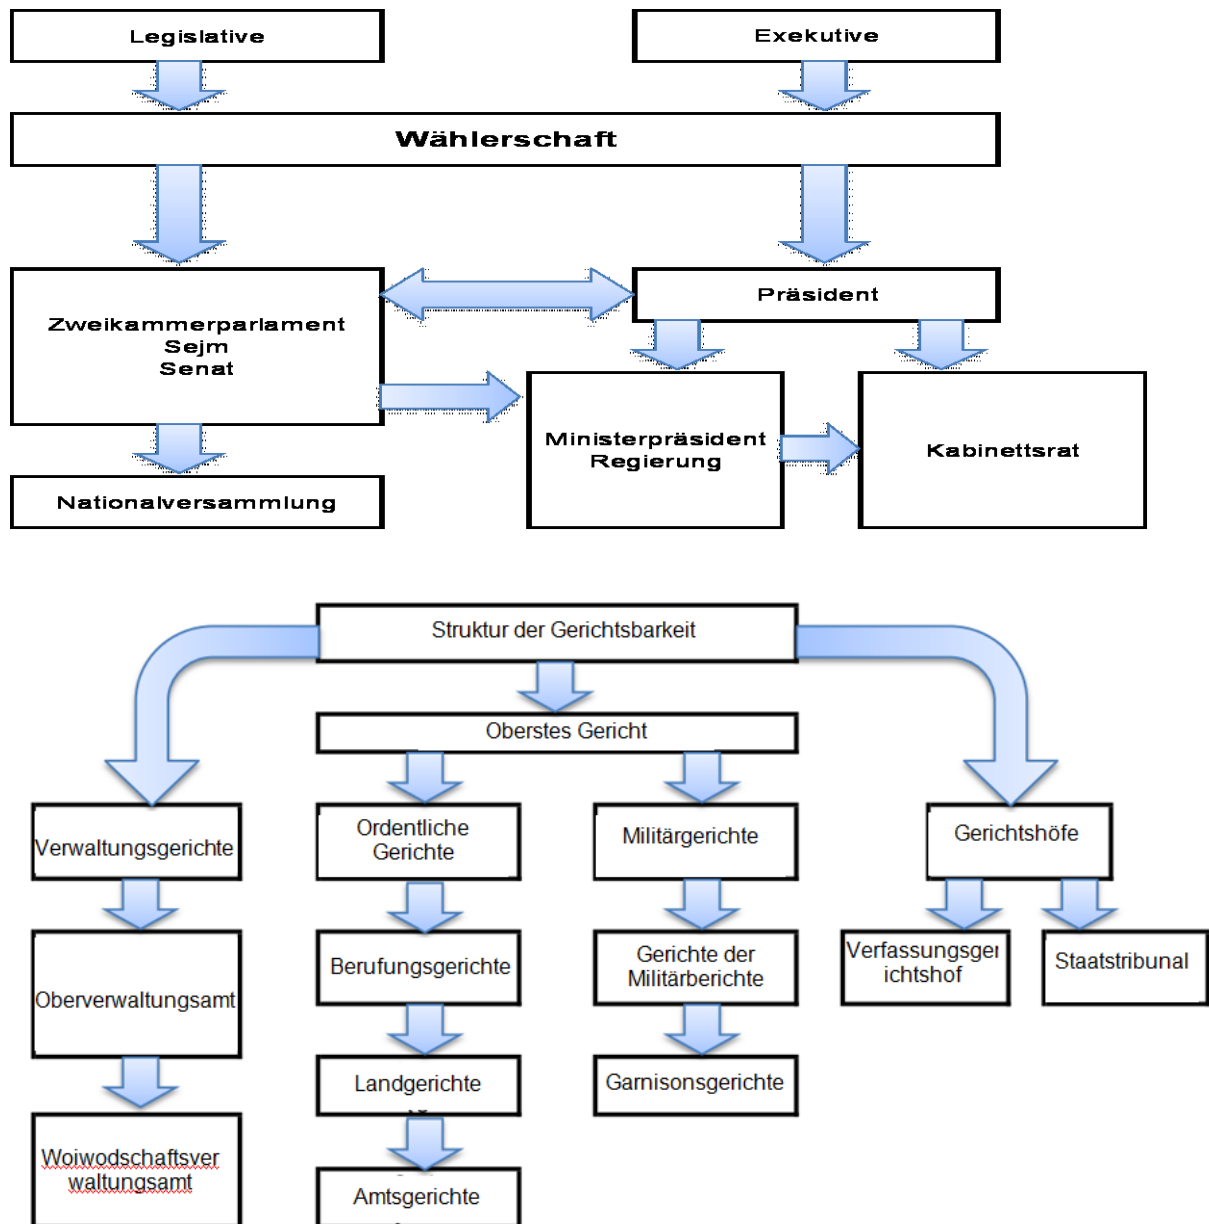 Legislative
Exekutive
Wählerschaft
Zweikammerparlament
Sejm
Senat
Präsident
Ministerpräsident
Regierung
Kabinettsrat
Nationalversammlung
Struktur der Gerichtsbarkeit
Oberstes Gericht
Verwaltungsgerichte
Ordentliche
Gerichte
Militärgerichte
Gerichtshöfe
Oberverwaltungsamt
Berufungsgerichte
Gerichte der
Militärberichte
Verfassungsger
ichtshof
Staatstribunal
Landgerichte
Garnisonsgerichte
Woiwodschaftsver
waltungsamt
Amtsgerichte